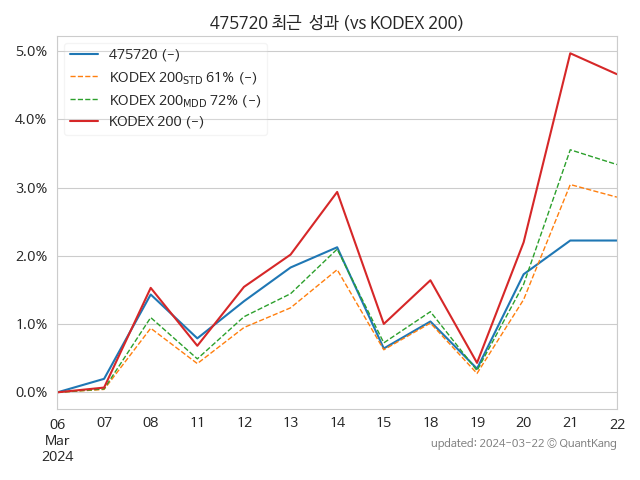 475720 최근 성과 (vs KODEX 200)
5.0%
4.0%
3.0%
2.0%
1.0%
0.0%
475720 (-)
KODEX 200STD 61% (-)
KODEX 200MDD 72% (-)
KODEX 200 (-)
06 07 08 11 12 13 14 15 18 19 20 21 22
Mar
2024
updated: 2024-03-22 © QuantKang